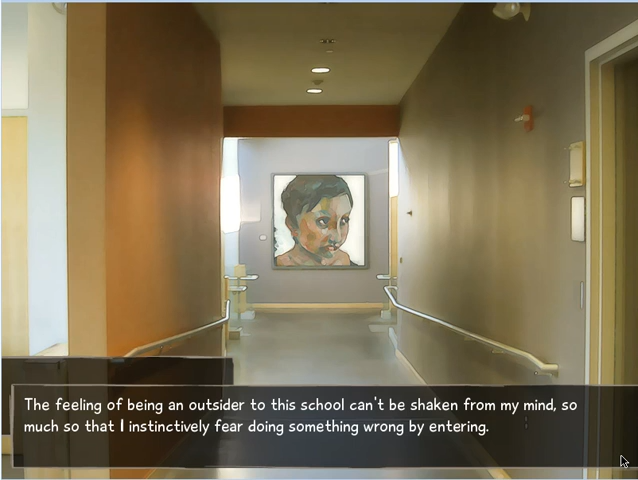 The feeling of being an outsider to this school can't be shaken from my mind, so
much so that I instinctively fear doing something wrong by entering.